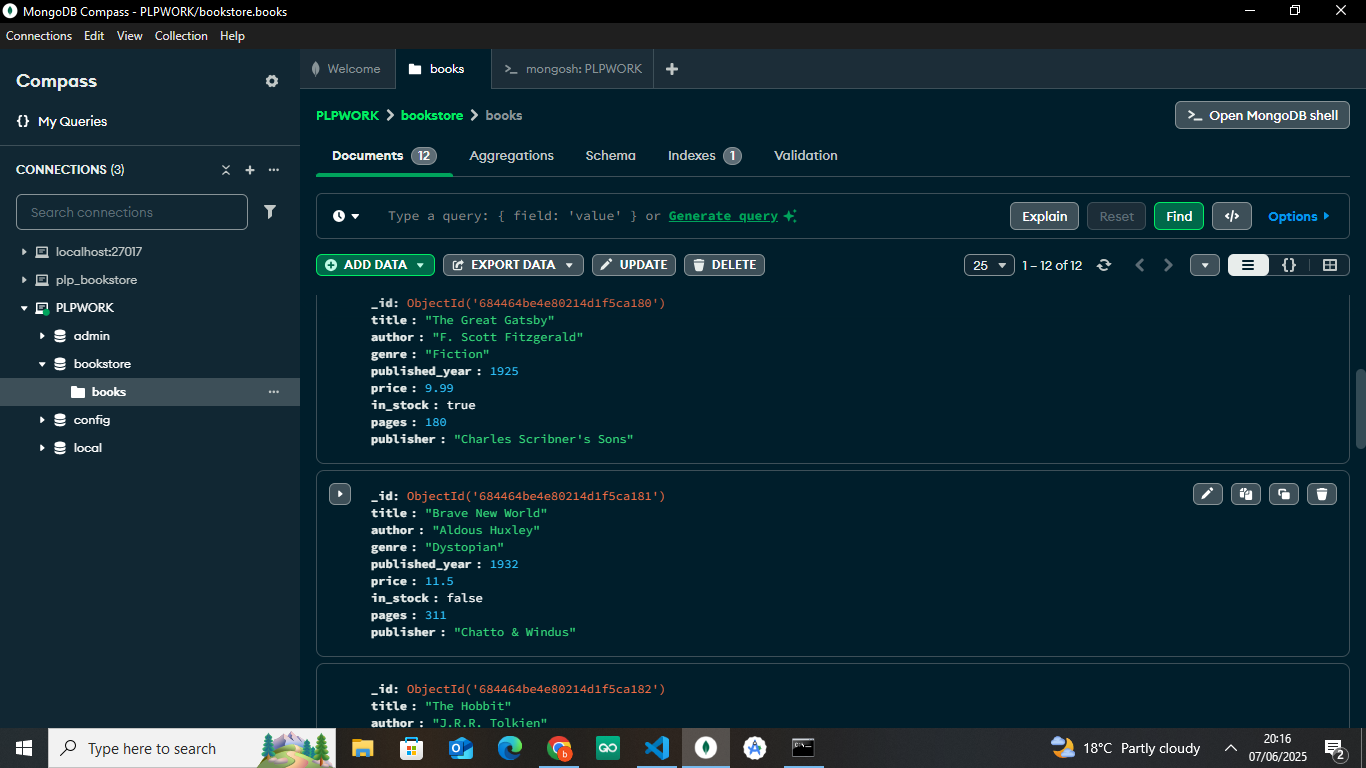 MongoDB Compass - PLPWORK/bookstore.books
Connections Edit View Collection Help
Compass
My Queries
CONNECTIONS (3)
Search connections
localhost:27017
plp_bookstore
PLPWORK
admin
bookstore
books
config
local
Welcome
books
mongosh: PLPWORK
PLPWORK > bookstore > books
Open MongoDB shell
Documents 12 Aggregations Schema Indexes 1 Validation
Type a query: { field: 'value' } or Generate query
Explain Reset Find </> Options
ADD DATA EXPORT DATA UPDATE DELETE
25 1 – 12 of 12 {}
_id: ObjectId('684464be4e80214d1f5ca180')
title : "The Great Gatsby"
author : "F. Scott Fitzgerald"
genre : "Fiction"
published_year : 1925
price : 9.99
in_stock : true
pages : 180
publisher : "Charles Scribner's Sons"
_id: ObjectId('684464be4e80214d1f5ca181')
title : "Brave New World"
author : "Aldous Huxley"
genre : "Dystopian"
published_year : 1932
price : 11.5
in_stock : false
pages : 311
publisher : "Chatto & Windus"
_id: ObjectId('684464be4e80214d1f5ca182')
title : "The Hobbit"
author : "J.R.R. Tolkien"
Type here to search
18°C Partly cloudy
20:16
07/06/2025
2